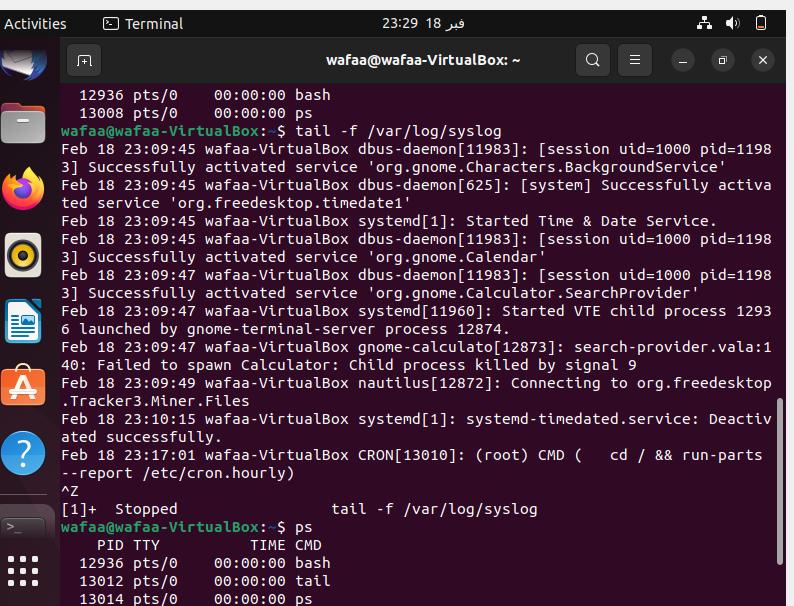 Activities
Terminal
23:29 18 فبر
wafaa@wafaa-VirtualBox: ~
12936 pts/0    00:00:00 bash
13008 pts/0    00:00:00 ps
wafaa@wafaa-VirtualBox:~$ tail -f /var/log/syslog
Feb 18 23:09:45 wafaa-VirtualBox dbus-daemon[11983]: [session uid=1000 pid=1198
3] Successfully activated service 'org.gnome.Characters.BackgroundService'
Feb 18 23:09:45 wafaa-VirtualBox dbus-daemon[625]: [system] Successfully activa
ted service 'org.freedesktop.timedate1'
Feb 18 23:09:45 wafaa-VirtualBox systemd[1]: Started Time & Date Service.
Feb 18 23:09:45 wafaa-VirtualBox dbus-daemon[11983]: [session uid=1000 pid=1198
3] Successfully activated service 'org.gnome.Calendar'
Feb 18 23:09:47 wafaa-VirtualBox dbus-daemon[11983]: [session uid=1000 pid=1198
3] Successfully activated service 'org.gnome.Calculator.SearchProvider'
Feb 18 23:09:47 wafaa-VirtualBox systemd[11960]: Started VTE child process 1293
6 launched by gnome-terminal-server process 12874.
Feb 18 23:09:47 wafaa-VirtualBox gnome-calculato[12873]: search-provider.vala:1
40: Failed to spawn Calculator: Child process killed by signal 9
Feb 18 23:09:49 wafaa-VirtualBox nautilus[12872]: Connecting to org.freedesktop
.Tracker3.Miner.Files
Feb 18 23:10:15 wafaa-VirtualBox systemd[1]: systemd-timedated.service: Deactiv
ated successfully.
Feb 18 23:17:01 wafaa-VirtualBox CRON[13010]: (root) CMD (   cd / && run-parts
--report /etc/cron.hourly)
^Z
[1]+  Stopped                 tail -f /var/log/syslog
wafaa@wafaa-VirtualBox:~$ ps
PID TTY          TIME CMD
12936 pts/0    00:00:00 bash
13012 pts/0    00:00:00 tail
13014 pts/0    00:00:00 ps